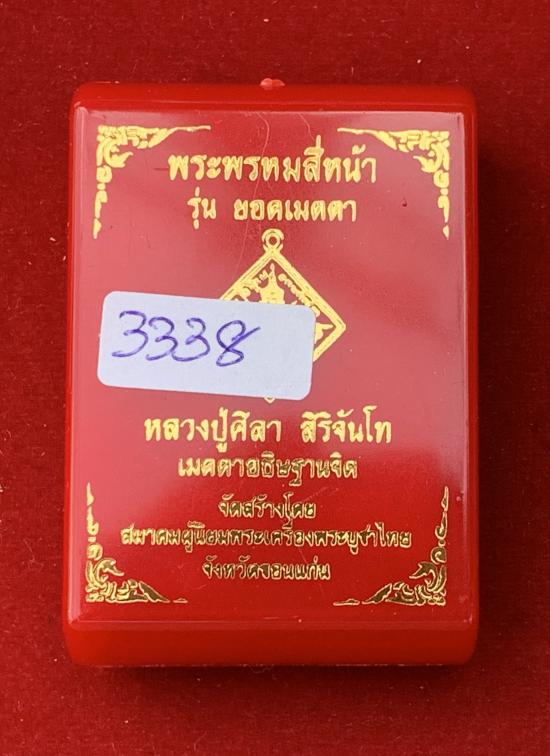 พระพรหมสี่หน้า
รุ่น ยอดเมตตา
3338
หลวงปู่ศิลา สิริจันโท
เมตตาอธิษฐานจิต
จัดสร้างโดย
สมาคมผู้นิยมพระเครื่องพระบูชาไทย
จังหวัดขอนแก่น